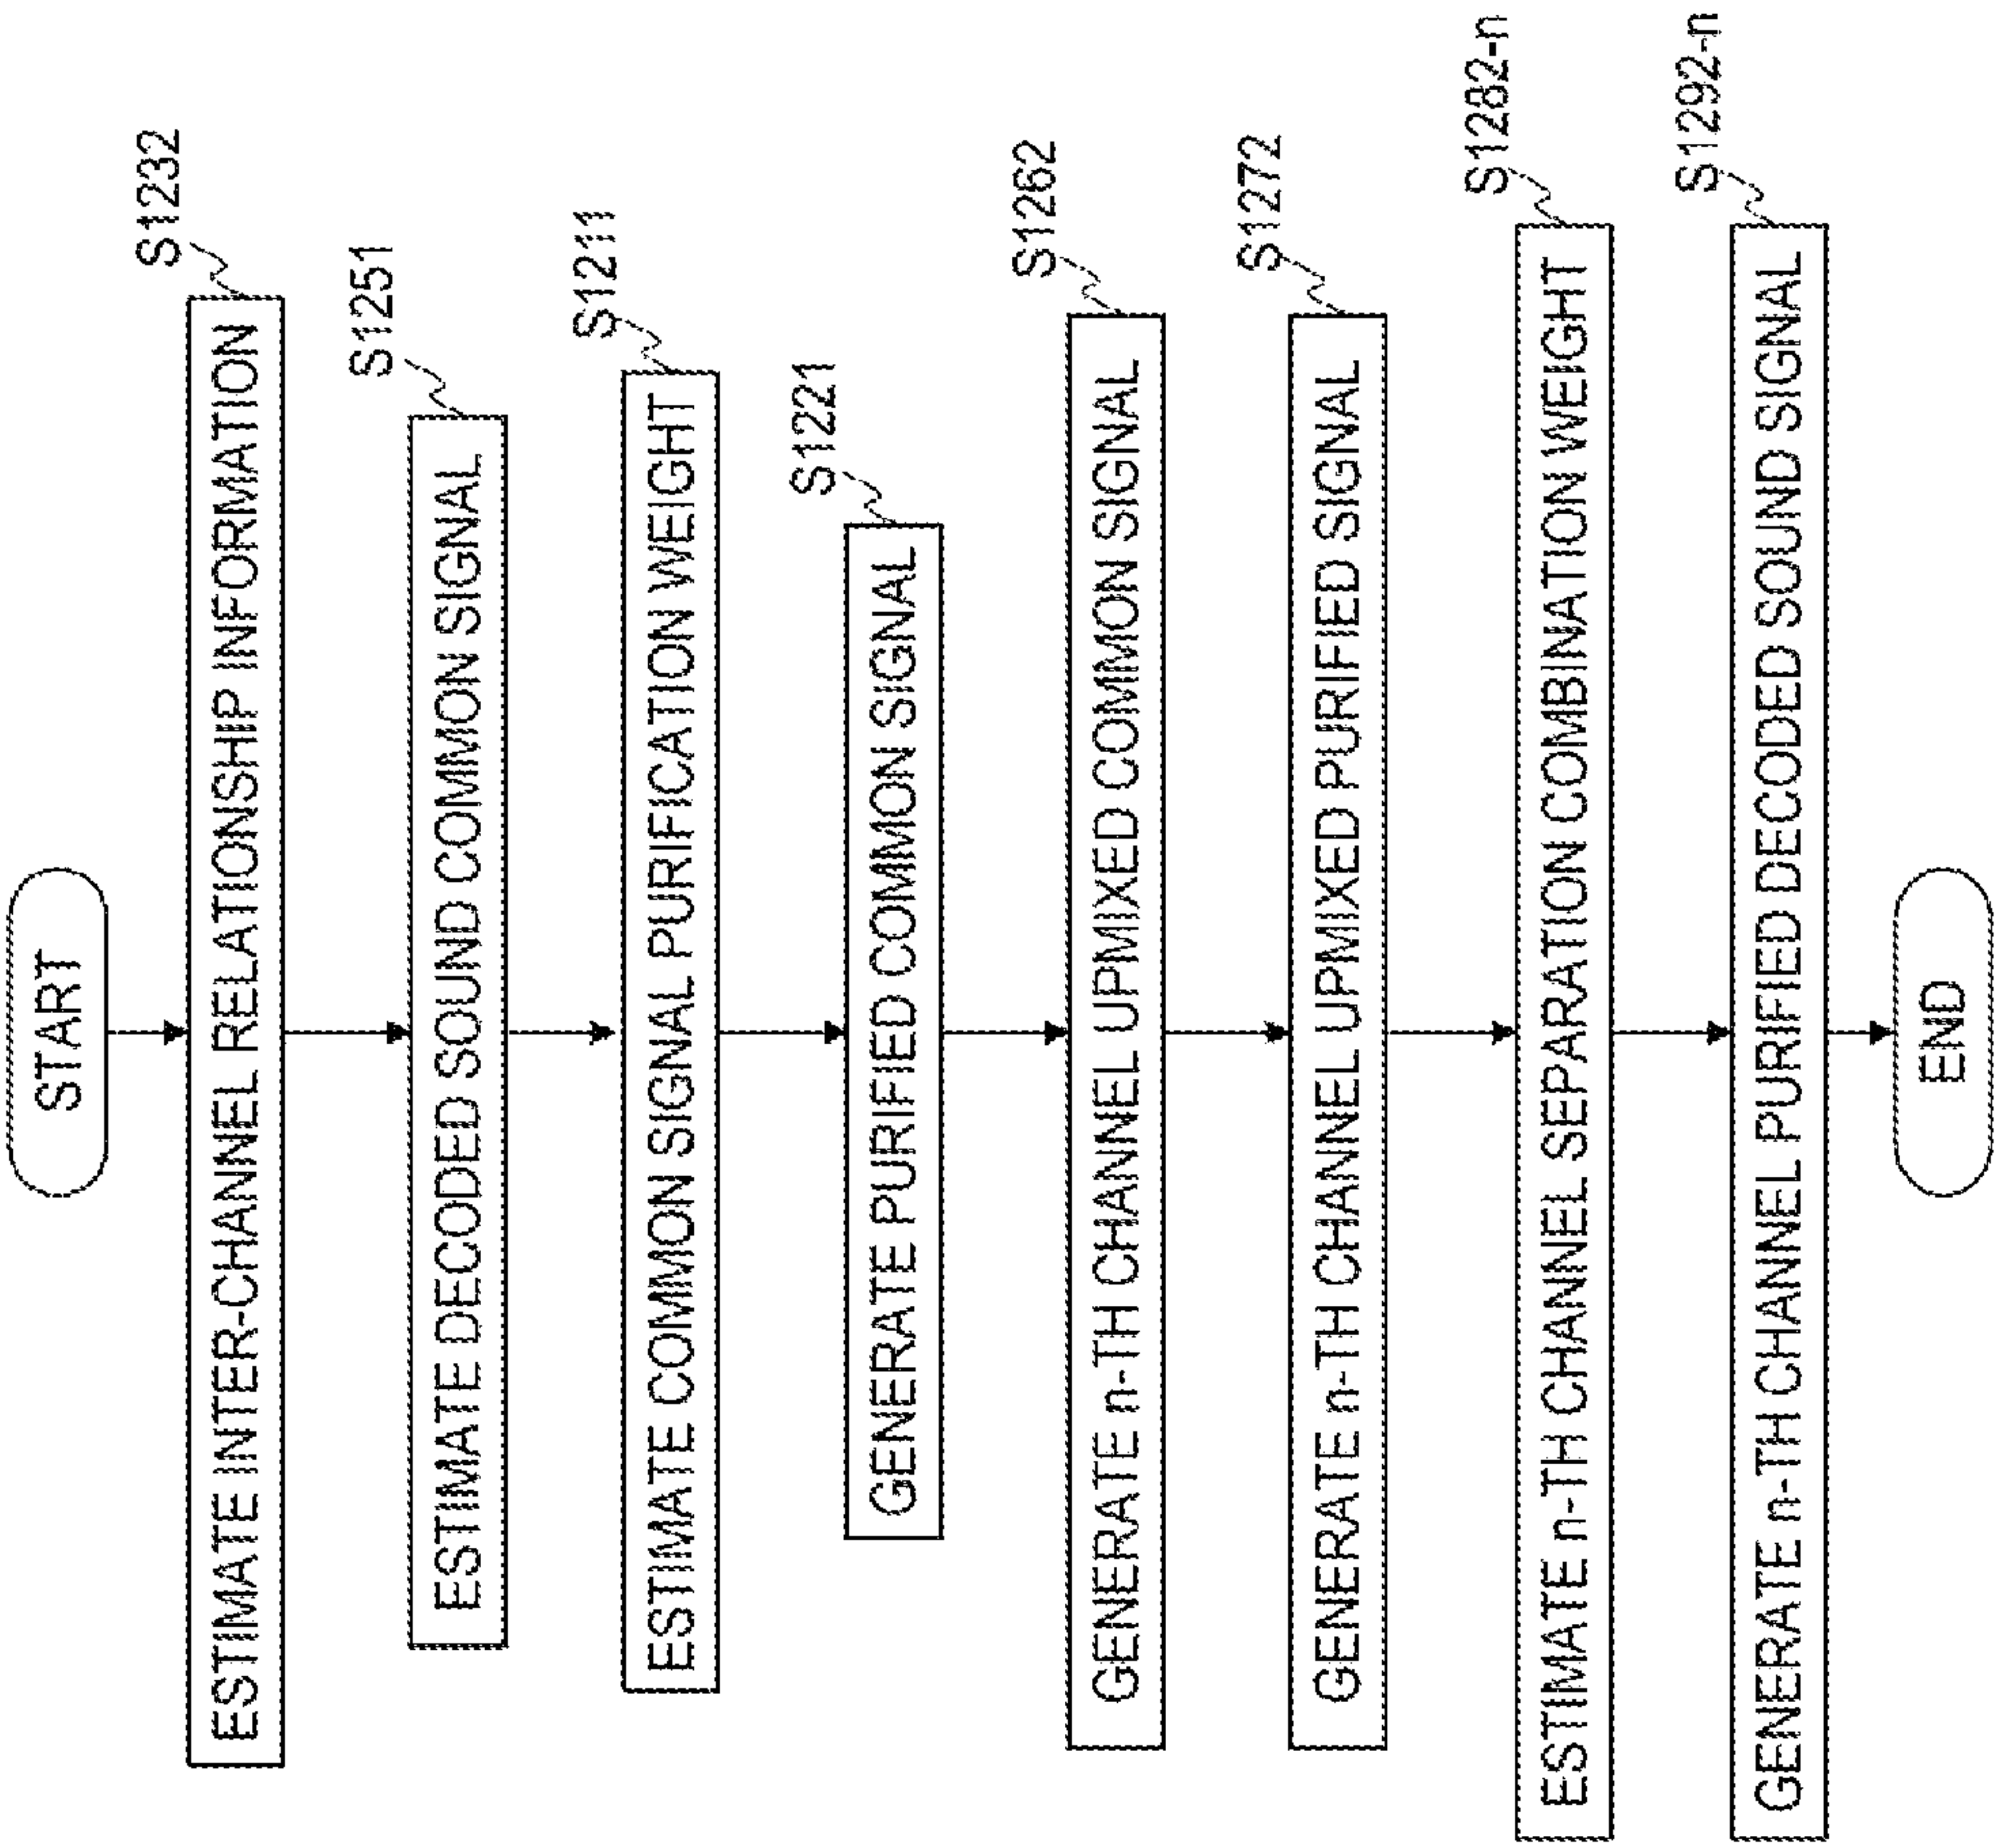 START
S1232
ESTIMATE INTER-CHANNEL RELATIONSHIP INFORMATION
S1251
ESTIMATE DECODED SOUND COMMON SIGNAL
S1211
ESTIMATE COMMON SIGNAL PURIFICATION WEIGHT
S1221
GENERATE PURIFIED COMMON SIGNAL
S1262
GENERATE n-TH CHANNEL UPMIXED COMMON SIGNAL
S1272
GENERATE n-TH CHANNEL UPMIXED PURIFIED SIGNAL
S1282-n
ESTIMATE n-TH CHANNEL SEPARATION COMBINATION WEIGHT
S1292-n
GENERATE n-TH CHANNEL PURIFIED DECODED SOUND SIGNAL
END